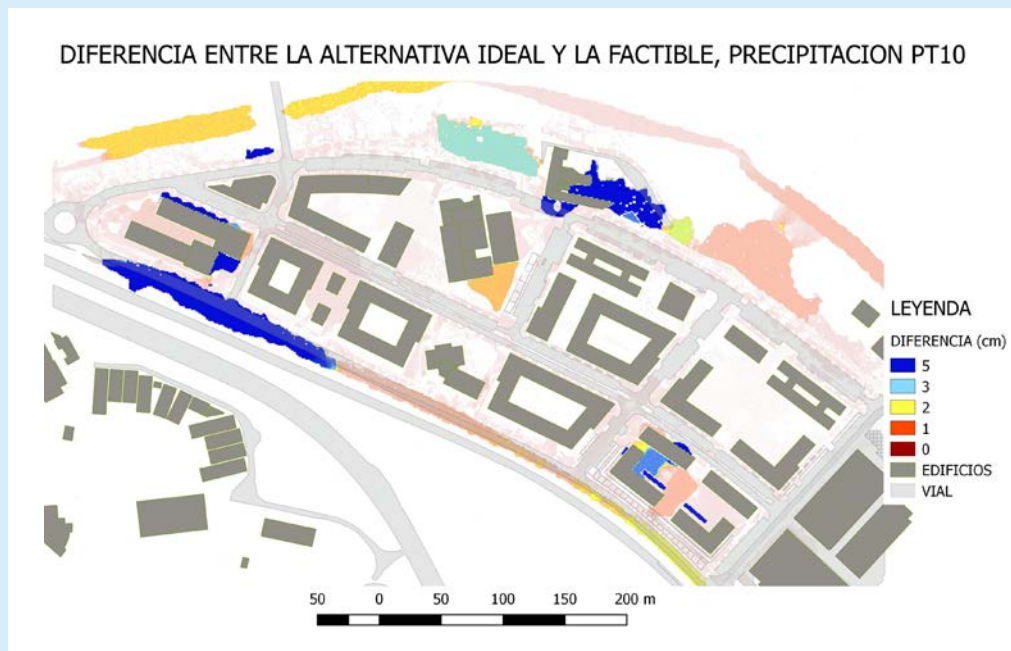 DIFERENCIA ENTRE LA ALTERNATIVA IDEAL Y LA FACTIBLE, PRECIPITACION PT10
LEYENDA
DIFERENCIA (cm)
5
3
2
1
0
EDIFICIOS
VIAL
50 0 50 100 150 200 m